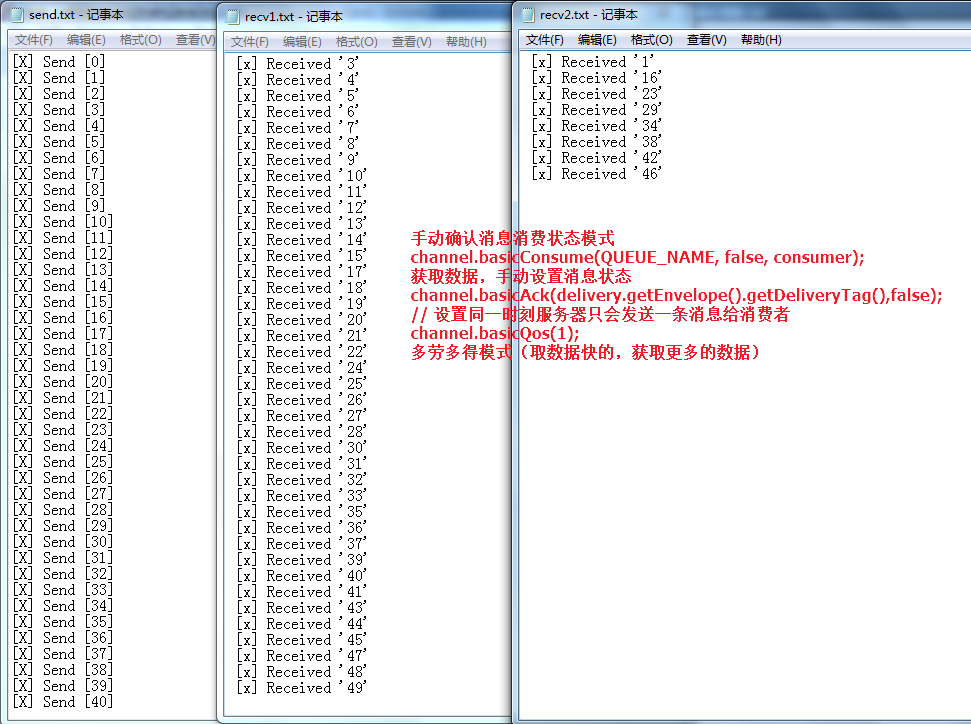 send.txt - 记事本
文件(F) 编辑(E) 格式(O) 查看(V)
[X] Send [0]
[X] Send [1]
[X] Send [2]
[X] Send [3]
[X] Send [4]
[X] Send [5]
[X] Send [6]
[X] Send [7]
[X] Send [8]
[X] Send [9]
[X] Send [10]
[X] Send [11]
[X] Send [12]
[X] Send [13]
[X] Send [14]
[X] Send [15]
[X] Send [16]
[X] Send [17]
[X] Send [18]
[X] Send [19]
[X] Send [20]
[X] Send [21]
[X] Send [22]
[X] Send [23]
[X] Send [24]
[X] Send [25]
[X] Send [26]
[X] Send [27]
[X] Send [28]
[X] Send [29]
[X] Send [30]
[X] Send [31]
[X] Send [32]
[X] Send [33]
[X] Send [34]
[X] Send [35]
[X] Send [36]
[X] Send [37]
[X] Send [38]
[X] Send [39]
[X] Send [40]
recv1.txt - 记事本
文件(F) 编辑(E) 格式(O) 查看(V) 帮助(H)
[x] Received '3'
[x] Received '4'
[x] Received '5'
[x] Received '6'
[x] Received '7'
[x] Received '8'
[x] Received '9'
[x] Received '10'
[x] Received '11'
[x] Received '12'
[x] Received '13'
[x] Received '14'
[x] Received '15'
[x] Received '17'
[x] Received '18'
[x] Received '19'
[x] Received '20'
[x] Received '21'
[x] Received '22'
[x] Received '24'
[x] Received '25'
[x] Received '26'
[x] Received '27'
[x] Received '28'
[x] Received '30'
[x] Received '31'
[x] Received '32'
[x] Received '33'
[x] Received '35'
[x] Received '36'
[x] Received '37'
[x] Received '39'
[x] Received '40'
[x] Received '41'
[x] Received '43'
[x] Received '44'
[x] Received '45'
[x] Received '47'
[x] Received '48'
[x] Received '49'
recv2.txt - 记事本
文件(F) 编辑(E) 格式(O) 查看(V) 帮助(H)
[x] Received '1'
[x] Received '16'
[x] Received '23'
[x] Received '29'
[x] Received '34'
[x] Received '38'
[x] Received '42'
[x] Received '46'
手动确认消息消费状态模式
channel.basicConsume(QUEUE_NAME, false, consumer);
获取数据，手动设置消息状态
channel.basicAck(delivery.getEnvelope().getDeliveryTag(),false);
// 设置同一时刻服务器只会发送一条消息给消费者
channel.basicQos(1);
多劳多得模式（取数据快的，获取更多的数据）